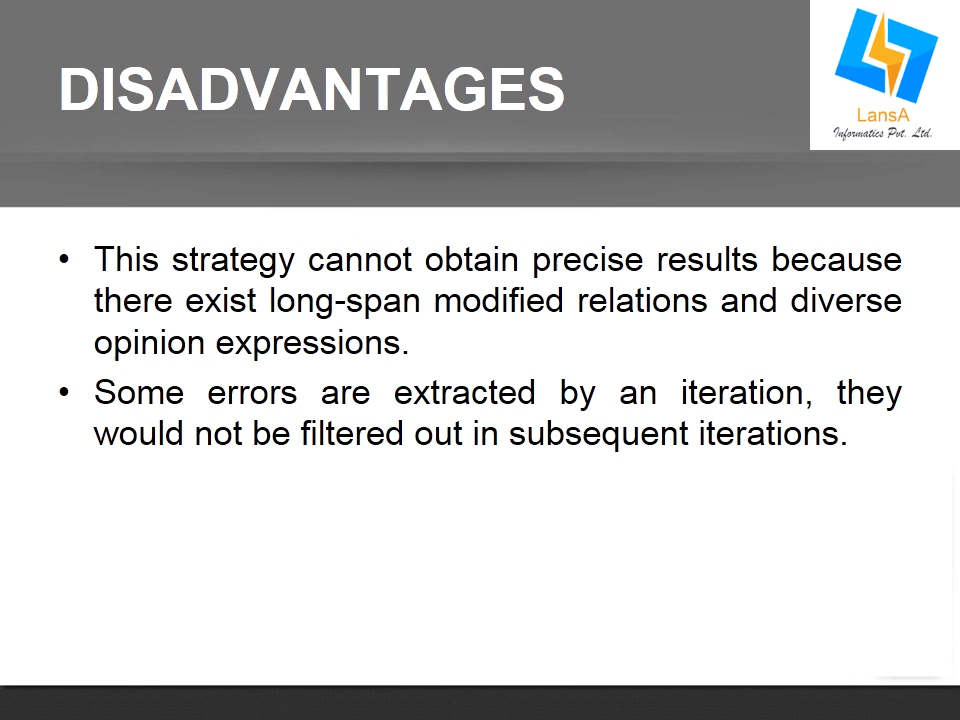 DISADVANTAGES
LansA
Informatics Pvt. Ltd.
• This strategy cannot obtain precise results because
there exist long-span modified relations and diverse
opinion expressions.
• Some errors are extracted by an iteration, they
would not be filtered out in subsequent iterations.